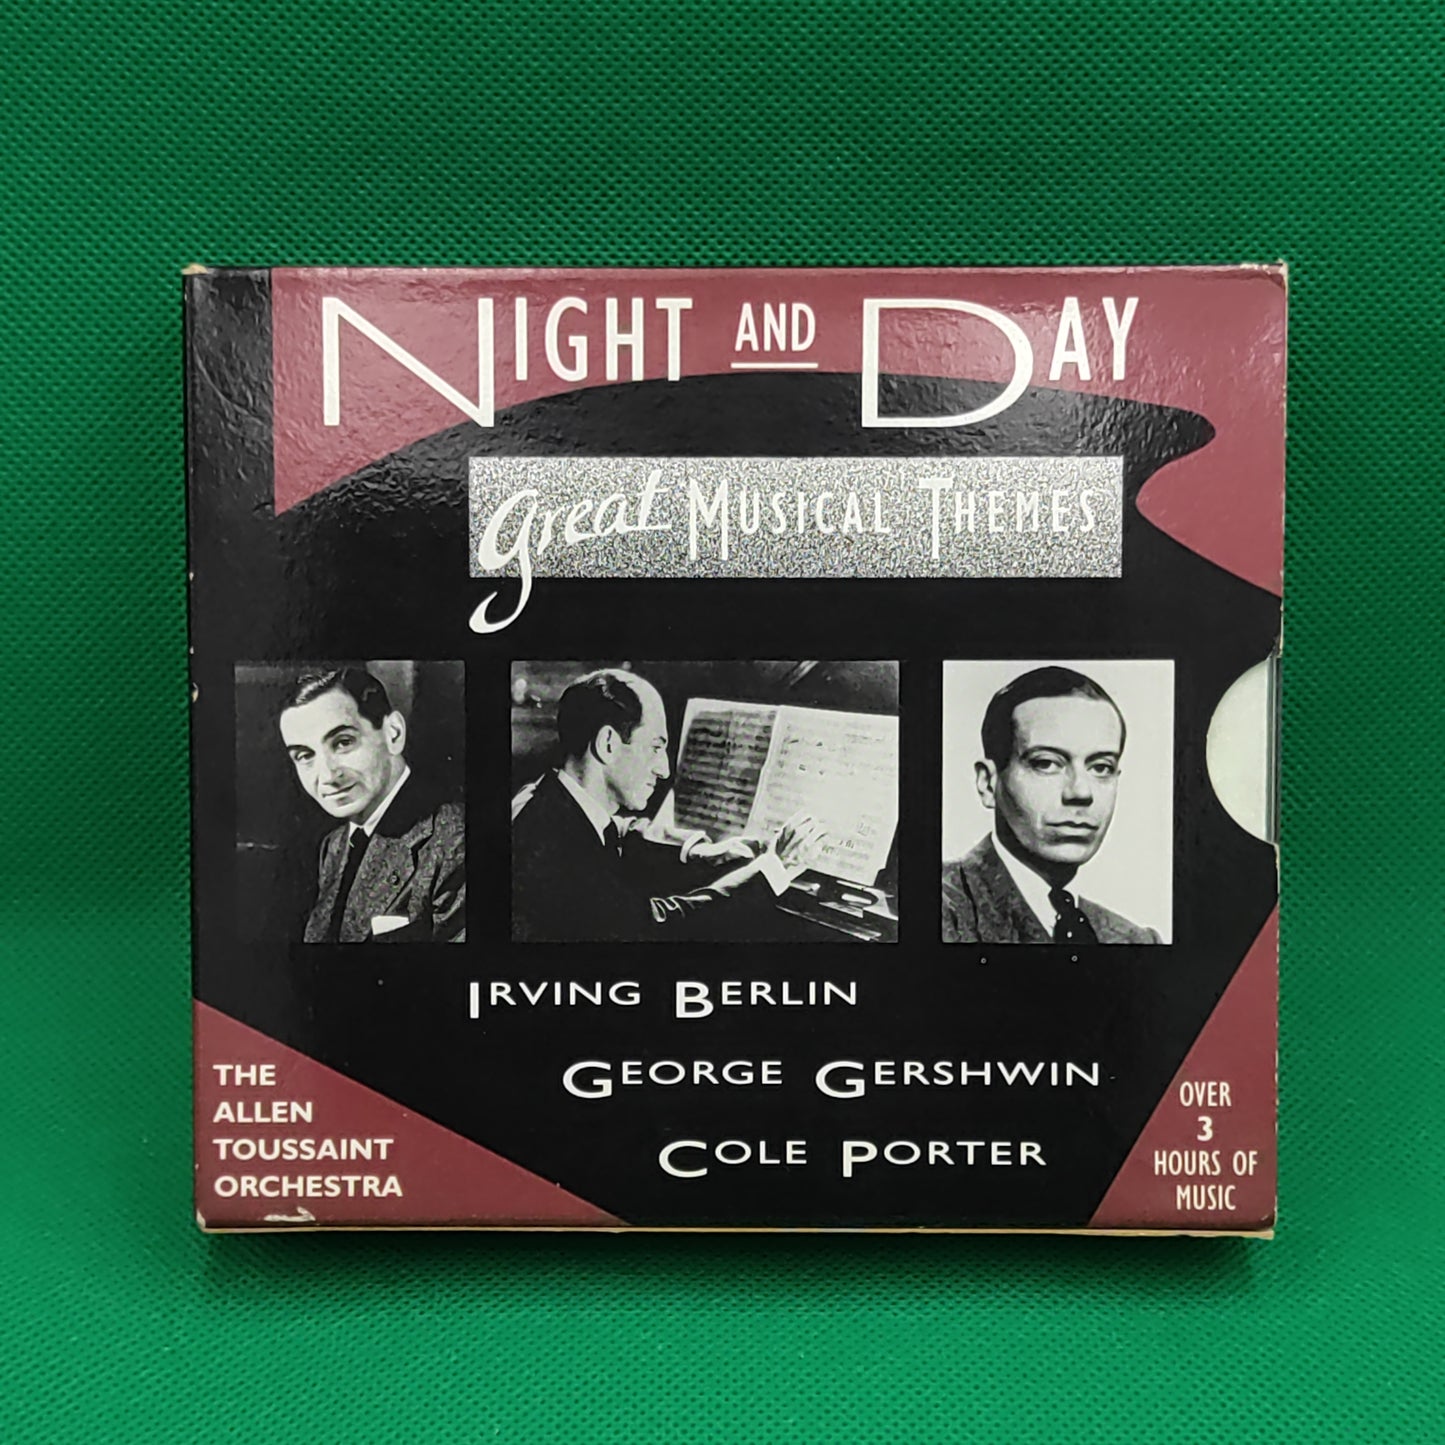 NIGHT AND DAY
great MUSICAL THEMES
IRVING BERLIN
GEORGE GERSHWIN
COLE PORTER
THE
ALLEN
TOUSSAINT
ORCHESTRA
OVER
3
HOURS OF
MUSIC